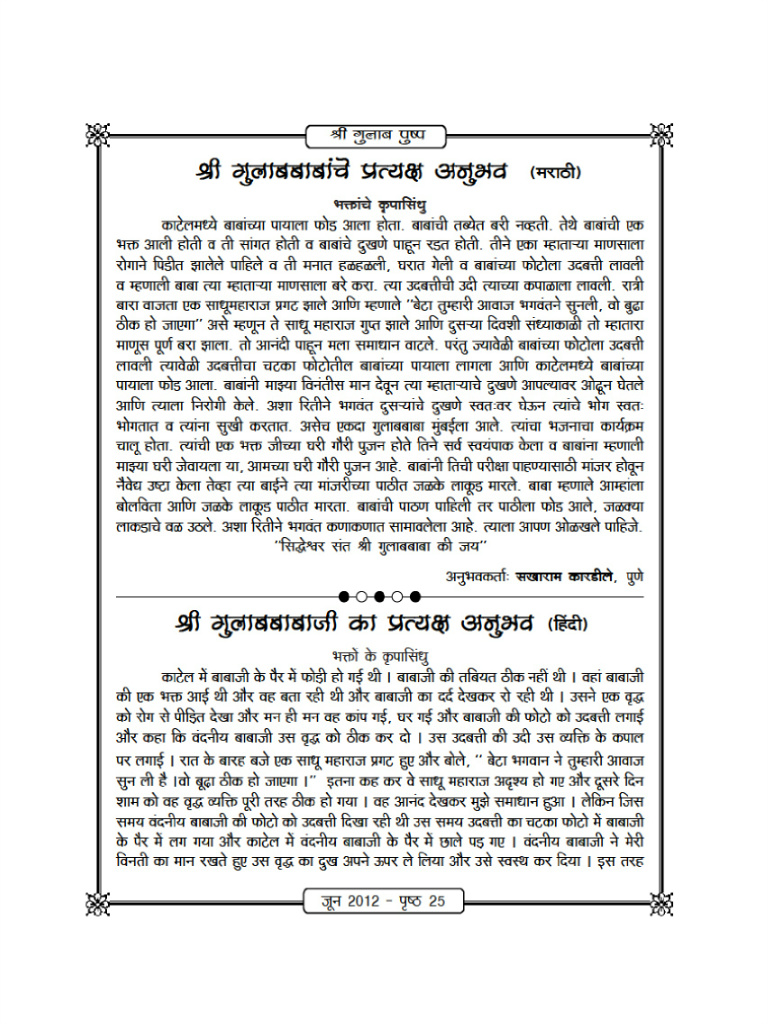 श्री गुलाब पुष्प
श्री गुलाबबाबांचे प्रत्यक्ष अनुभव (मराठी)
भक्तांचे कृपासिंधु
काटेलमध्ये बाबांच्या पायाला फोड आला होता. बाबांची तब्येत बरी नव्हती. तेथे बाबांची एक
भक्त आली होती व ती सांगत होती व बाबांचे दुखणे पाहून रडत होती. तीने एका म्हाताऱ्या माणसाला
रोगाने पिडीत झालेले पाहिले व ती मनात हळहळली, घरात गेली व बाबांच्या फोटोला उदबत्ती लावली
व म्हणाली बाबा त्या म्हाताऱ्या माणसाला बरे करा. त्या उदबत्तीची उदी त्याच्या कपाळाला लावली. रात्री
बारा वाजता एक साधूमहाराज प्रगट झाले आणि म्हणाले "बेटा तुम्हारी आवाज भगवंतने सुनली, वो बुढा
ठीक हो जाएगा" असे म्हणून ते साधू महाराज गुप्त झाले आणि दुसऱ्या दिवशी संध्याकाळी तो म्हातारा
माणूस पूर्ण बरा झाला. तो आनंदी पाहून मला समाधान वाटले. परंतु ज्यावेळी बाबांच्या फोटोला उदबत्ती
लावली त्यावेळी उदबत्तीचा चटका फोटोतील बाबांच्या पायाला लागला आणि काटेलमध्ये बाबांच्या
पायाला फोड आला. बाबांनी माझ्या विनंतीस मान देवून त्या म्हाताऱ्याचे दुखणे आपल्यावर ओढून घेतले
आणि त्याला निरोगी केले. अशा रितीने भगवंत दुसऱ्यांचे दुखणे स्वतःवर घेऊन त्यांचे भोग स्वतः
भोगतात व त्यांना सुखी करतात. असेच एकदा गुलाबबाबा मुंबईला आले. त्यांचा भजनाचा कार्यक्रम
चालू होता. त्यांची एक भक्त जीच्या घरी गौरी पुजन होते तिने सर्व स्वयंपाक केला व बाबांना म्हणाली
माझ्या घरी जेवायला या, आमच्या घरी गौरी पुजन आहे. बाबांनी तिची परीक्षा पाहण्यासाठी मांजर होवून
नैवेद्य उष्टा केला तेव्हा त्या बाईने त्या मांजरीच्या पाठीत जळके लाकूड मारले. बाबा म्हणाले आम्हांला
बोलविता आणि जळके लाकूड पाठीत मारता. बाबांची पाठण पाहिली तर पाठीला फोड आले, जळक्या
लाकडाचे वळ उठले. अशा रितीने भगवंत कणाकणात सामावलेला आहे. त्याला आपण ओळखले पाहिजे.
"सिद्धेश्वर संत श्री गुलाबबाबा की जय"
अनुभवकर्ताः सखाराम कारडीले, पुणे
श्री गुलाबबाबाजी का प्रत्यक्ष अनुभव (हिंदी)
भक्तों के कृपासिंधु
काटेल में बाबाजी के पैर में फोड़ी हो गई थी । बाबाजी की तबियत ठीक नहीं थी । वहां बाबाजी
की एक भक्त आई थी और वह बता रही थी और बाबाजी का दर्द देखकर रो रही थी । उसने एक वृद्ध
को रोग से पीड़ित देखा और मन ही मन वह कांप गई, घर गई और बाबाजी की फोटो को उदबत्ती लगाई
और कहा कि वंदनीय बाबाजी उस वृद्ध को ठीक कर दो । उस उदबत्ती की उदी उस व्यक्ति के कपाल
पर लगाई । रात के बारह बजे एक साधू महाराज प्रगट हुए और बोले, " बेटा भगवान ने तुम्हारी आवाज
सुन ली है ।वो बूढ़ा ठीक हो जाएगा ।" इतना कह कर वे साधू महाराज अदृश्य हो गए और दूसरे दिन
शाम को वह वृद्ध व्यक्ति पूरी तरह ठीक हो गया । वह आनंद देखकर मुझे समाधान हुआ । लेकिन जिस
समय वंदनीय बाबाजी की फोटो को उदबत्ती दिखा रही थी उस समय उदबत्ती का चटका फोटो में बाबाजी
के पैर में लग गया और काटेल में वंदनीय बाबाजी के पैर में छाले पड़ गए । वंदनीय बाबाजी ने मेरी
विनती का मान रखते हुए उस वृद्ध का दुख अपने ऊपर ले लिया और उसे स्वस्थ कर दिया । इस तरह
जून 2012 - पृष्ठ 25